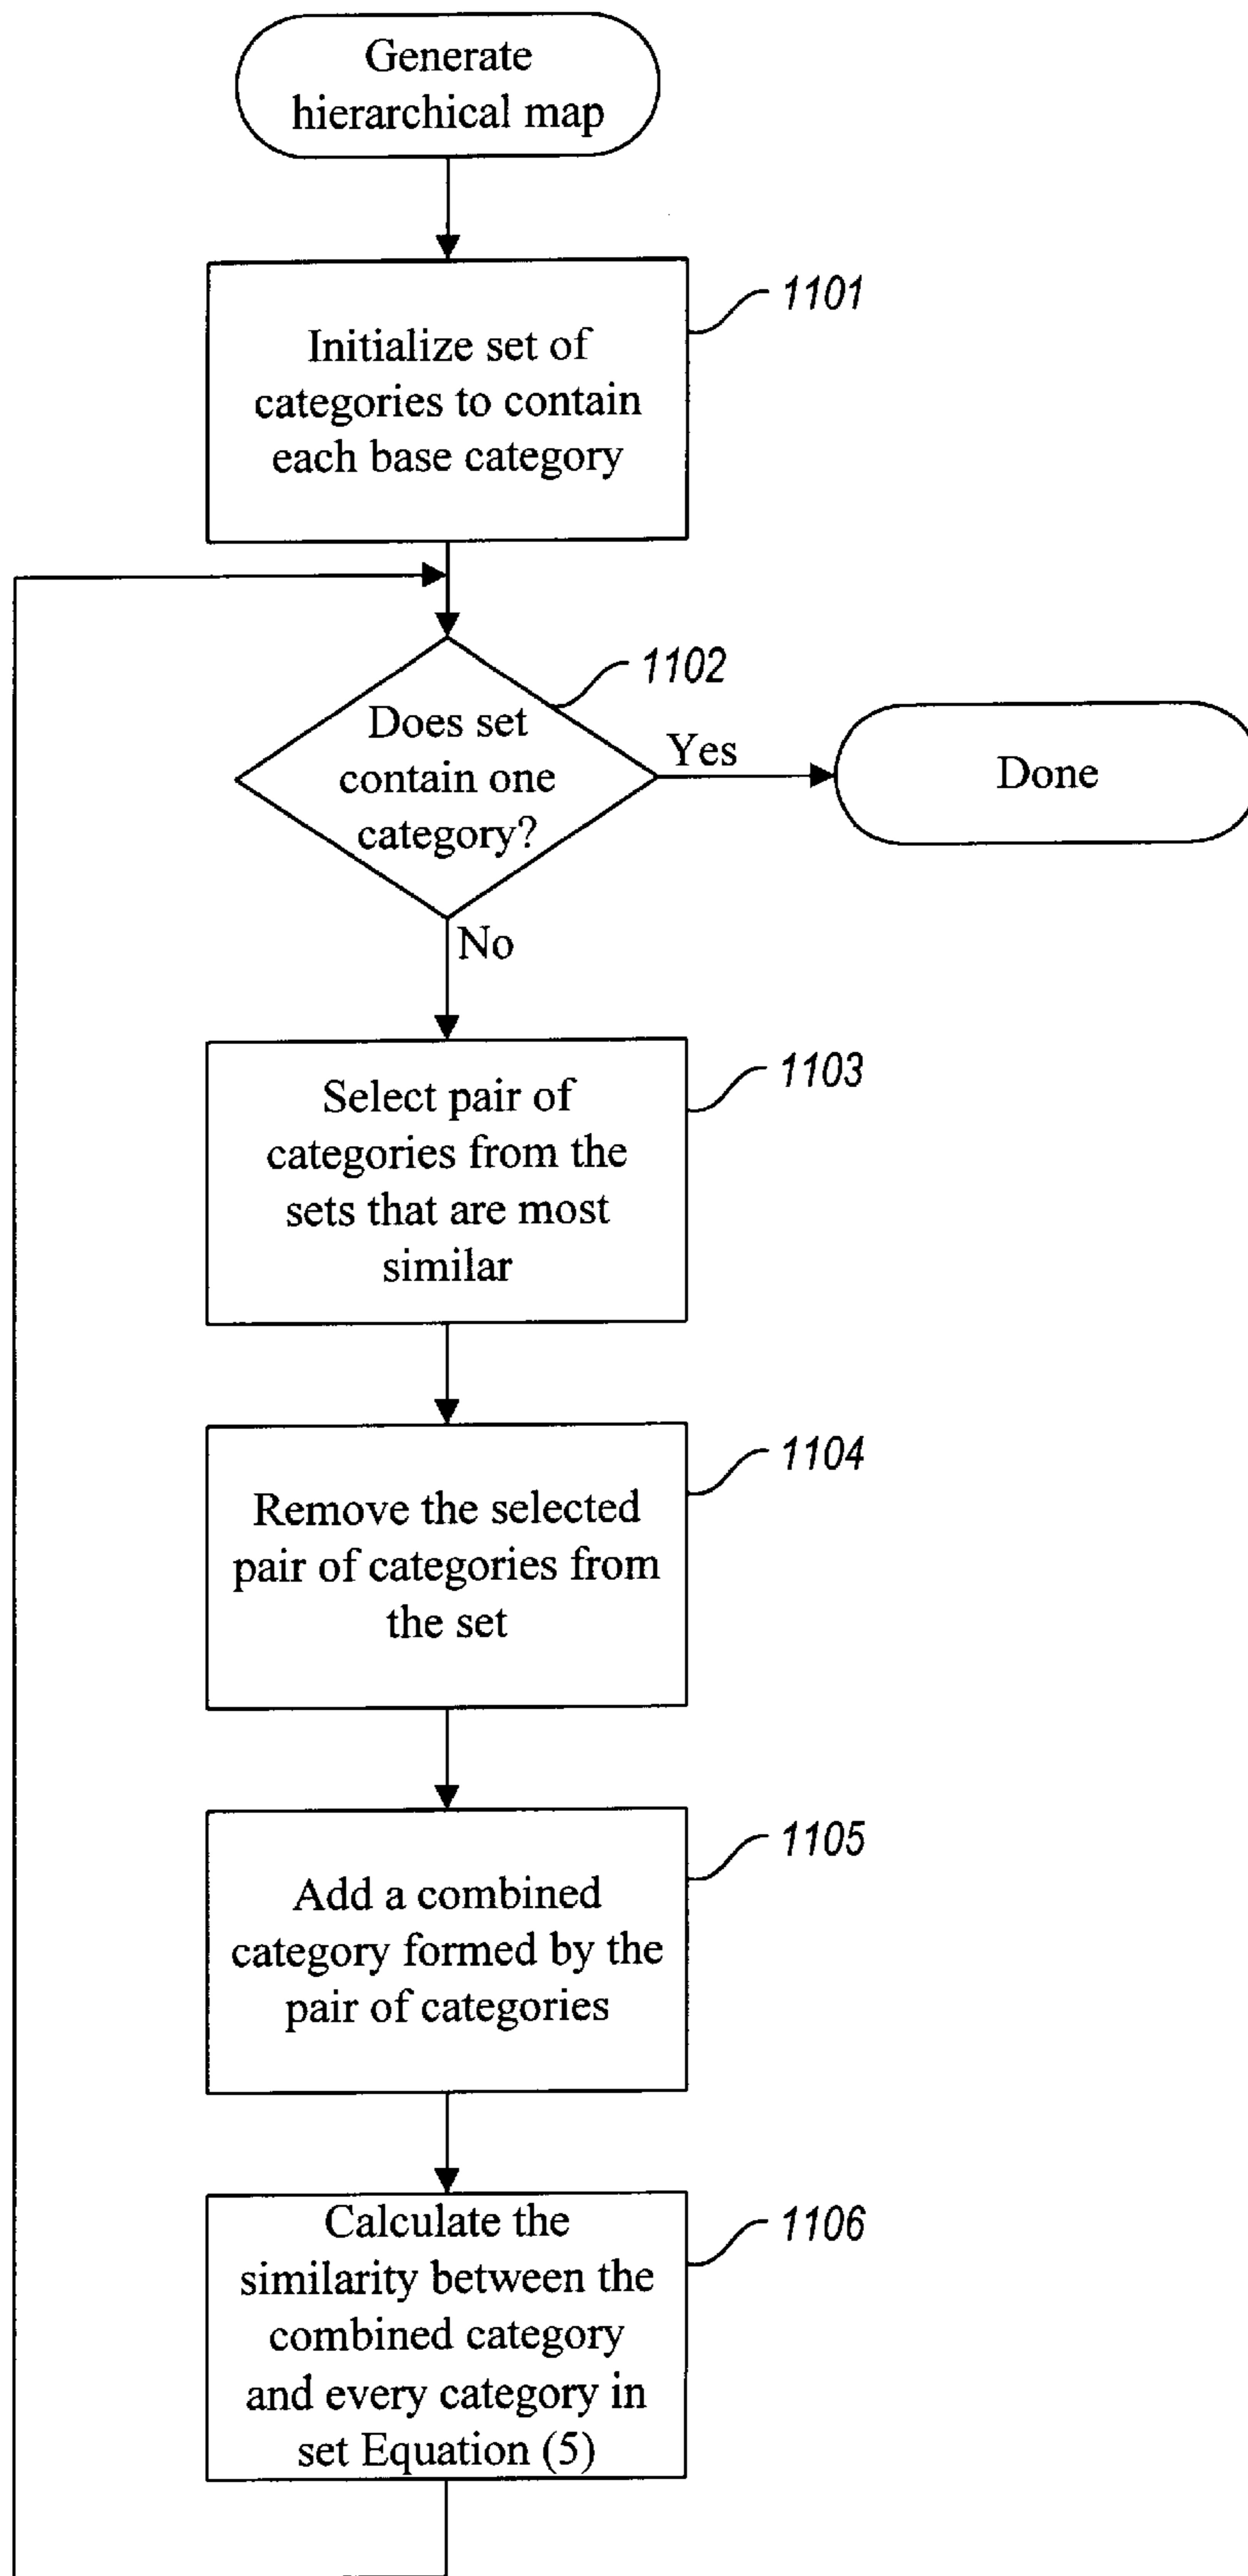 Generate
hierarchical map
1101
Initialize set of
categories to contain
each base category
1102
Does set
contain one
category?
Yes
Done
No
1103
Select pair of
categories from the
sets that are most
similar
1104
Remove the selected
pair of categories from
the set
1105
Add a combined
category formed by the
pair of categories
1106
Calculate the
similarity between the
combined category
and every category in
set Equation (5)